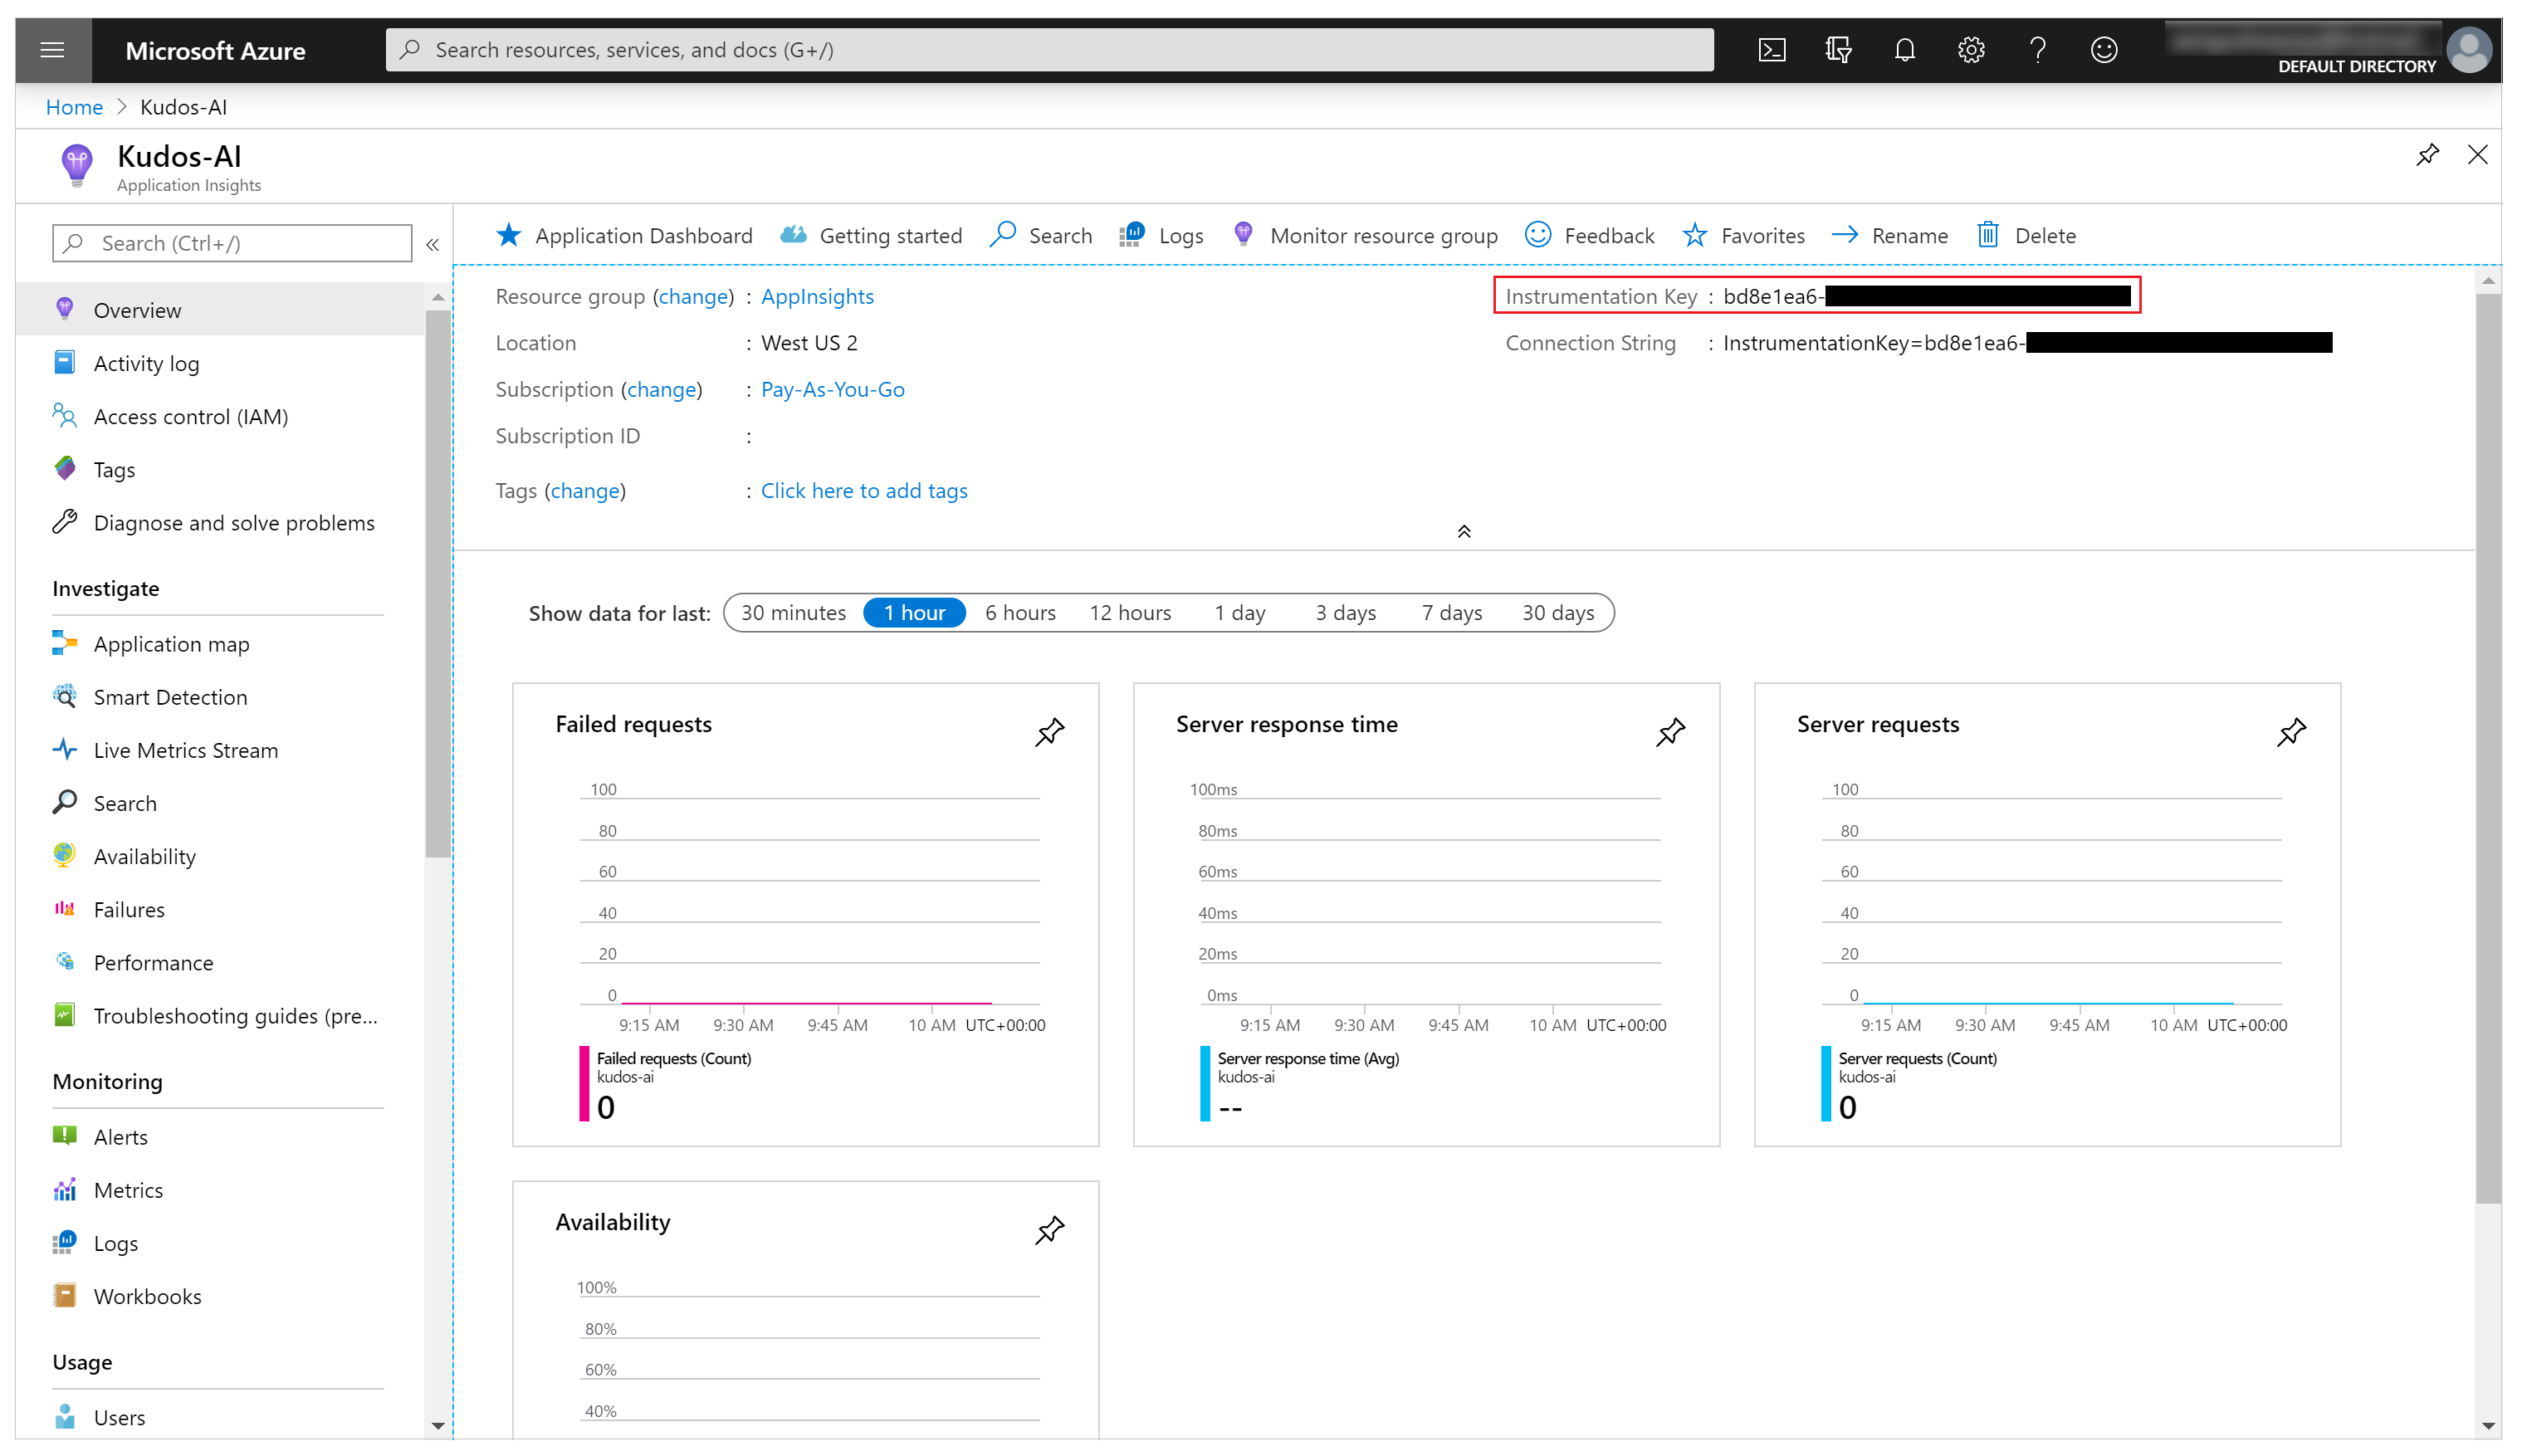 Microsoft Azure
Search resources, services, and docs (G+/)
DEFAULT DIRECTORY
Home > Kudos-AI
Kudos-AI
Application Insights
Search (Ctrl+/)
«
Application Dashboard
Getting started
Search
Logs
Monitor resource group
Feedback
Favorites
Rename
Delete
Overview
Activity log
Access control (IAM)
Tags
Diagnose and solve problems
Investigate
Application map
Smart Detection
Live Metrics Stream
Search
Availability
Failures
Performance
Troubleshooting guides (pre...
Monitoring
Alerts
Metrics
Logs
Workbooks
Usage
Users
Resource group (change) : AppInsights
Location : West US 2
Subscription (change) : Pay-As-You-Go
Subscription ID :
Tags (change) : Click here to add tags
Instrumentation Key : bd8e1ea6-
Connection String : InstrumentationKey=bd8e1ea6-
Show data for last: 30 minutes 1 hour 6 hours 12 hours 1 day 3 days 7 days 30 days
Failed requests
100
80
60
40
20
0
9:15 AM 9:30 AM 9:45 AM 10 AM UTC+00:00
Failed requests (Count)
kudos-ai
0
Server response time
100ms
80ms
60ms
40ms
20ms
0ms
9:15 AM 9:30 AM 9:45 AM 10 AM UTC+00:00
Server response time (Avg)
kudos-ai
--
Server requests
100
80
60
40
20
0
9:15 AM 9:30 AM 9:45 AM 10 AM UTC+00:00
Server requests (Count)
kudos-ai
0
Availability
100%
80%
60%
40%